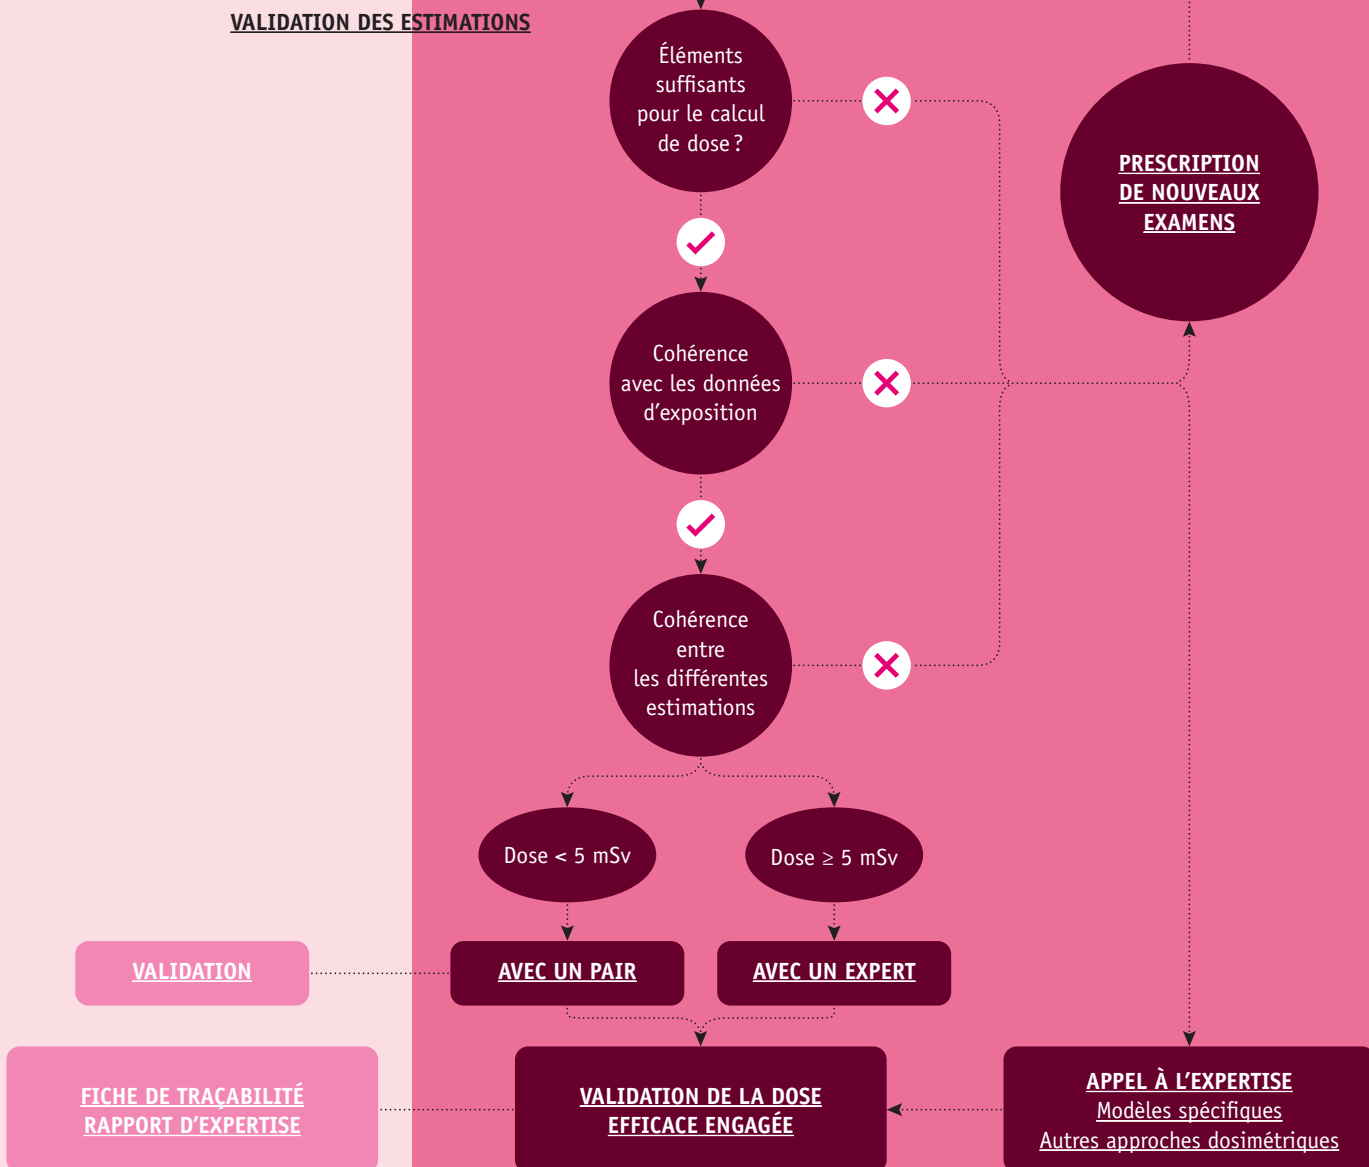 VALIDATION DES ESTIMATIONS
Éléments
suffisants
pour le calcul
de dose ?
PRESCRIPTION
DE NOUVEAUX
EXAMENS
Cohérence
avec les données
d’exposition
Cohérence
entre
les différentes
estimations
Dose < 5 mSv
Dose ≥ 5 mSv
VALIDATION
AVEC UN PAIR
AVEC UN EXPERT
FICHE DE TRAÇABILITÉ
RAPPORT D’EXPERTISE
VALIDATION DE LA DOSE
EFFICACE ENGAGÉE
APPEL À L’EXPERTISE
Modèles spécifiques
Autres approches dosimétriques